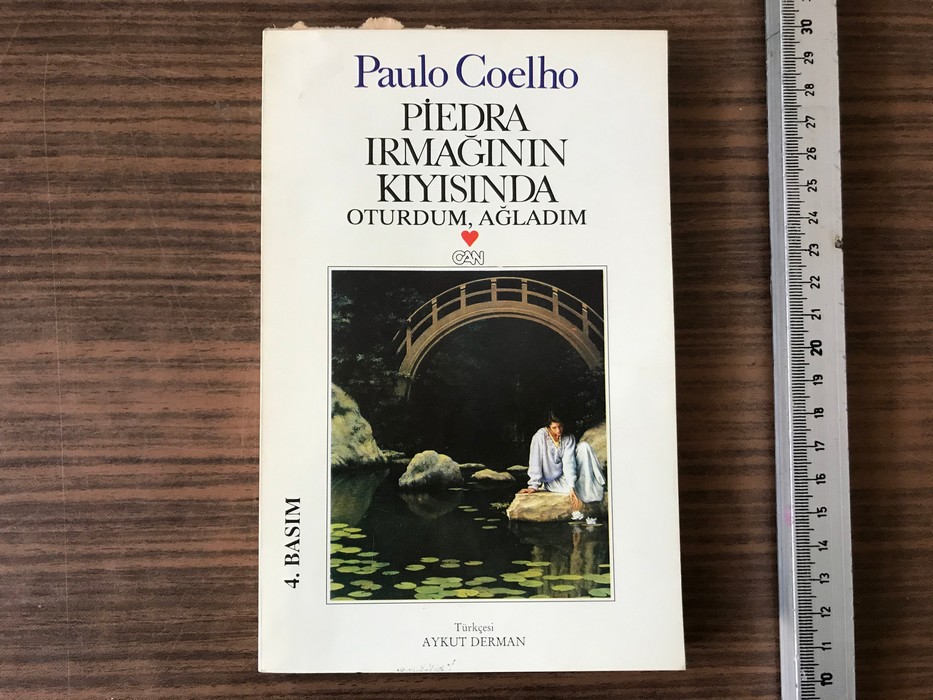 Paulo Coelho
PİEDRA
IRMAĞININ
KIYISINDA
OTURDUM, AĞLADIM
CAN
4. BASIM
Türkçesi
AYKUT DERMAN
30
29
28
27
26
25
24
23
22
21
20
19
18
17
16
15
14
13
12
11
10